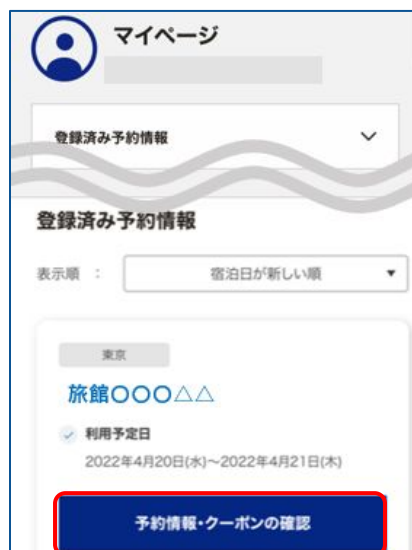 マイページ
登録済み予約情報
登録済み予約情報
表示順 ：
宿泊日が新しい順
東京
旅館〇〇〇△△
利用予定日
2022年4月20日(水)～2022年4月21日(木)
予約情報・クーポンの確認